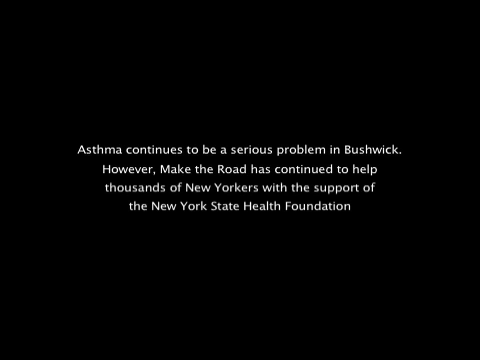 Asthma continues to be a serious problem in Bushwick.
However, Make the Road has continued to help
thousands of New Yorkers with the support of
the New York State Health Foundation